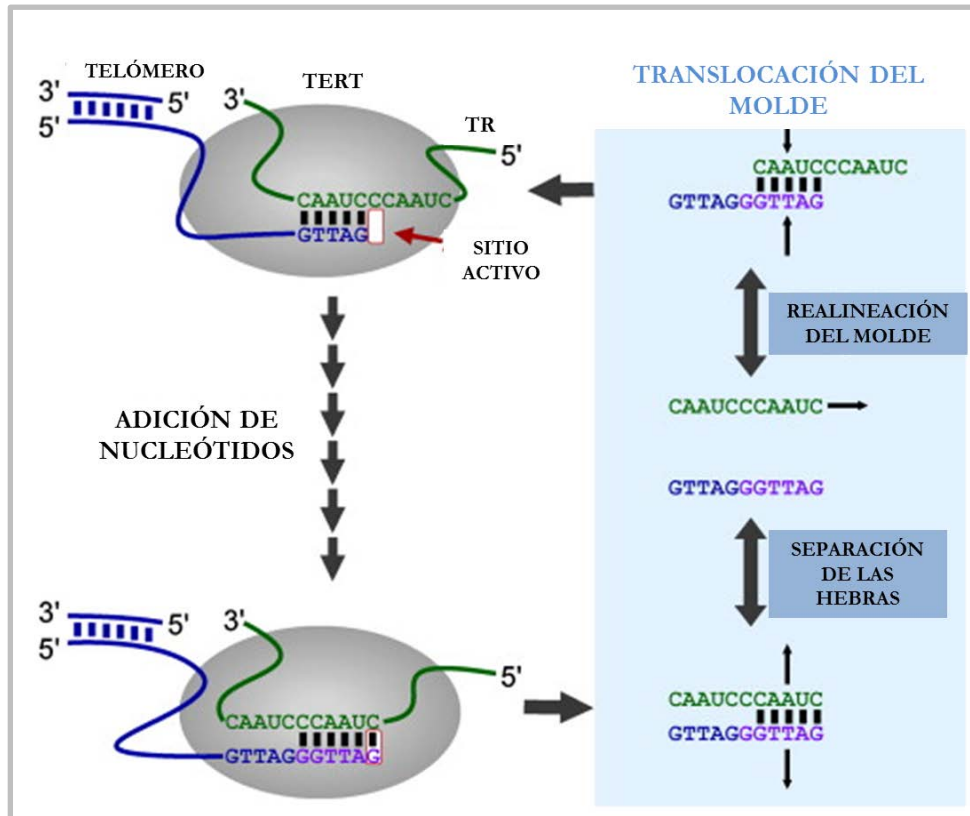 TELÓMERO
3'
5'
5'
TERT
3'
TR
5'
CAAUCCCAAUC
GTTAG
SITIO
ACTIVO
ADICIÓN DE
NUCLEÓTIDOS
3'
5'
5'
3'
5'
CAAUCCCAAUC
GTTAGGGTTAG
TRANSLOCACIÓN DEL
MOLDE
CAAUCCCAAUC
GTTAGGGTTAG
REALINEACIÓN
DEL MOLDE
CAAUCCCAAUC
GTTAGGGTTAG
SEPARACIÓN
DE LAS
HEBRAS
CAAUCCCAAUC
GTTAGGGTTAG